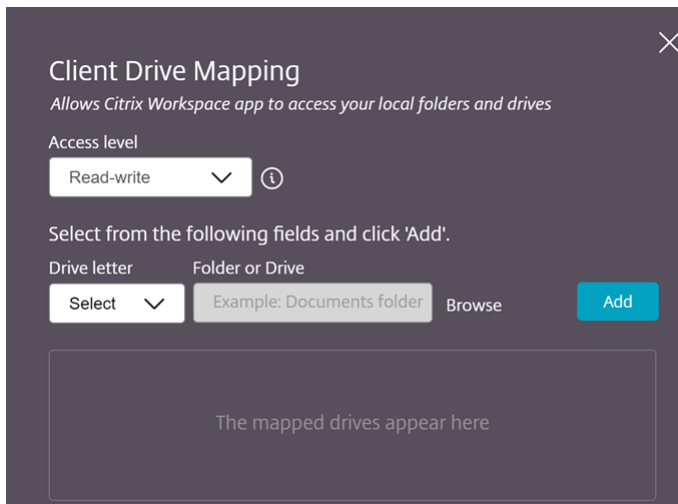 Client Drive Mapping
Allows Citrix Workspace app to access your local folders and drives
Access level
Read-write
Select from the following fields and click 'Add'.
Drive letter Folder or Drive
Select Example: Documents folder Browse Add
The mapped drives appear here